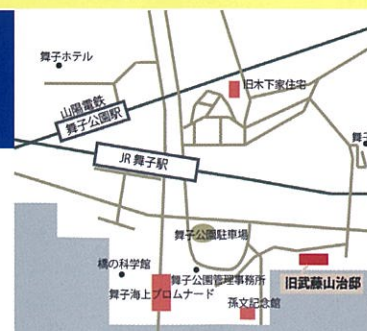 舞子ホテル
旧木下家住宅
山陽電鉄
舞子公園駅
舞子
JR 舞子駅
舞子公園駐車場
橋の科学館
舞子公園管理事務所
旧武藤山治邸
舞子海上プロムナード
孫文記念館